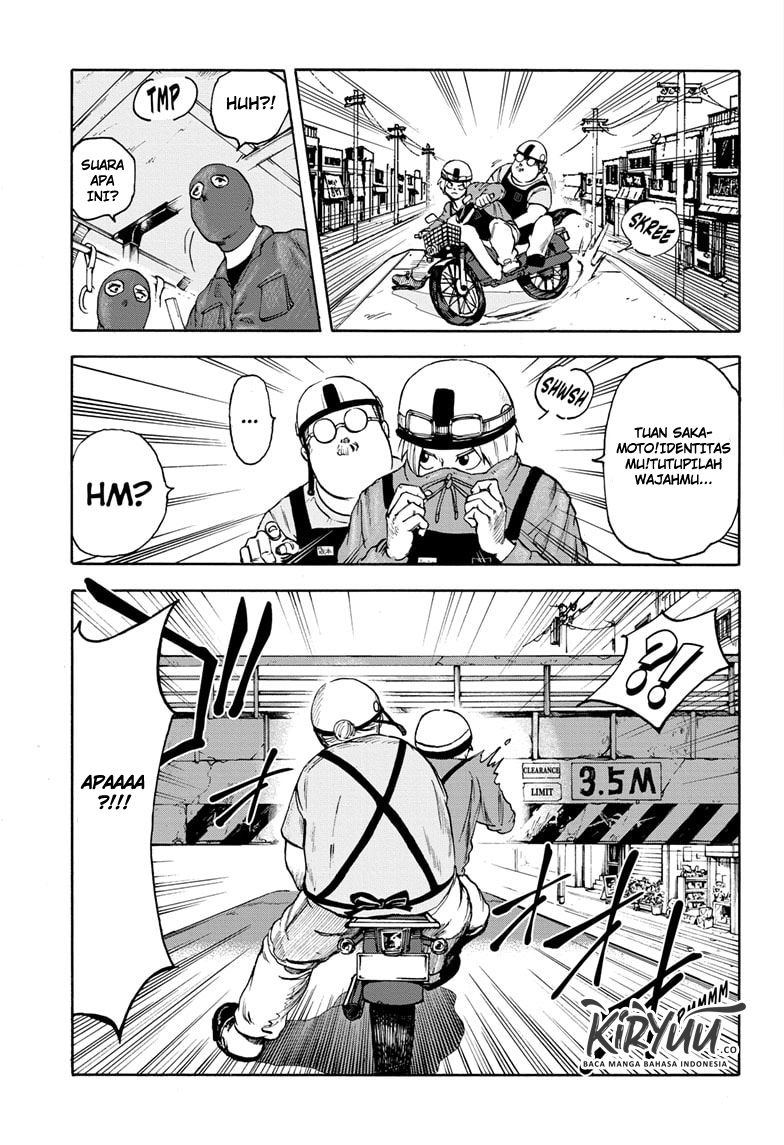 TMP
HUH?!
SUARA
APA
INI?
SKREE
SHWSH
TUAN SAKA-
MOTO!IDENTITAS
MU!TUTUPILAH
WAJAHMU...
...
HM?
?!
APAAAA
?!!!
CLEARANCE
LIMIT
3.5M
KIRYUU.CO
BACA MANGA BAHASA INDONESIA